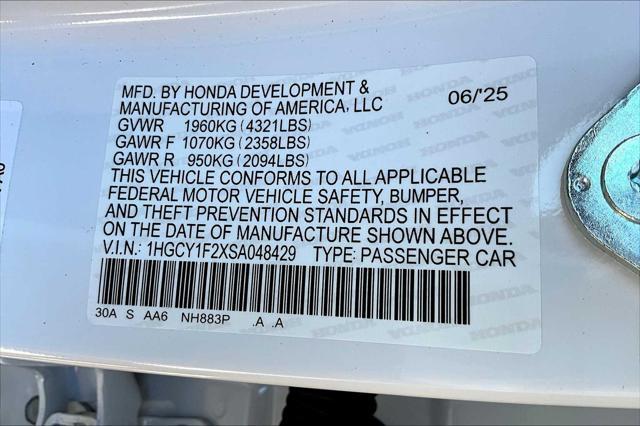 MFD. BY HONDA DEVELOPMENT &
MANUFACTURING OF AMERICA, LLC 06/'25
GVWR 1960KG (4321LBS)
GAWR F 1070KG (2358LBS)
GAWR R 950KG (2094LBS)
THIS VEHICLE CONFORMS TO ALL APPLICABLE
FEDERAL MOTOR VEHICLE SAFETY, BUMPER,
AND THEFT PREVENTION STANDARDS IN EFFECT
ON THE DATE OF MANUFACTURE SHOWN ABOVE.
V.I.N.: 1HGCY1F2XSA048429 TYPE: PASSENGER CAR
30A S AA6 NH883P .A .A